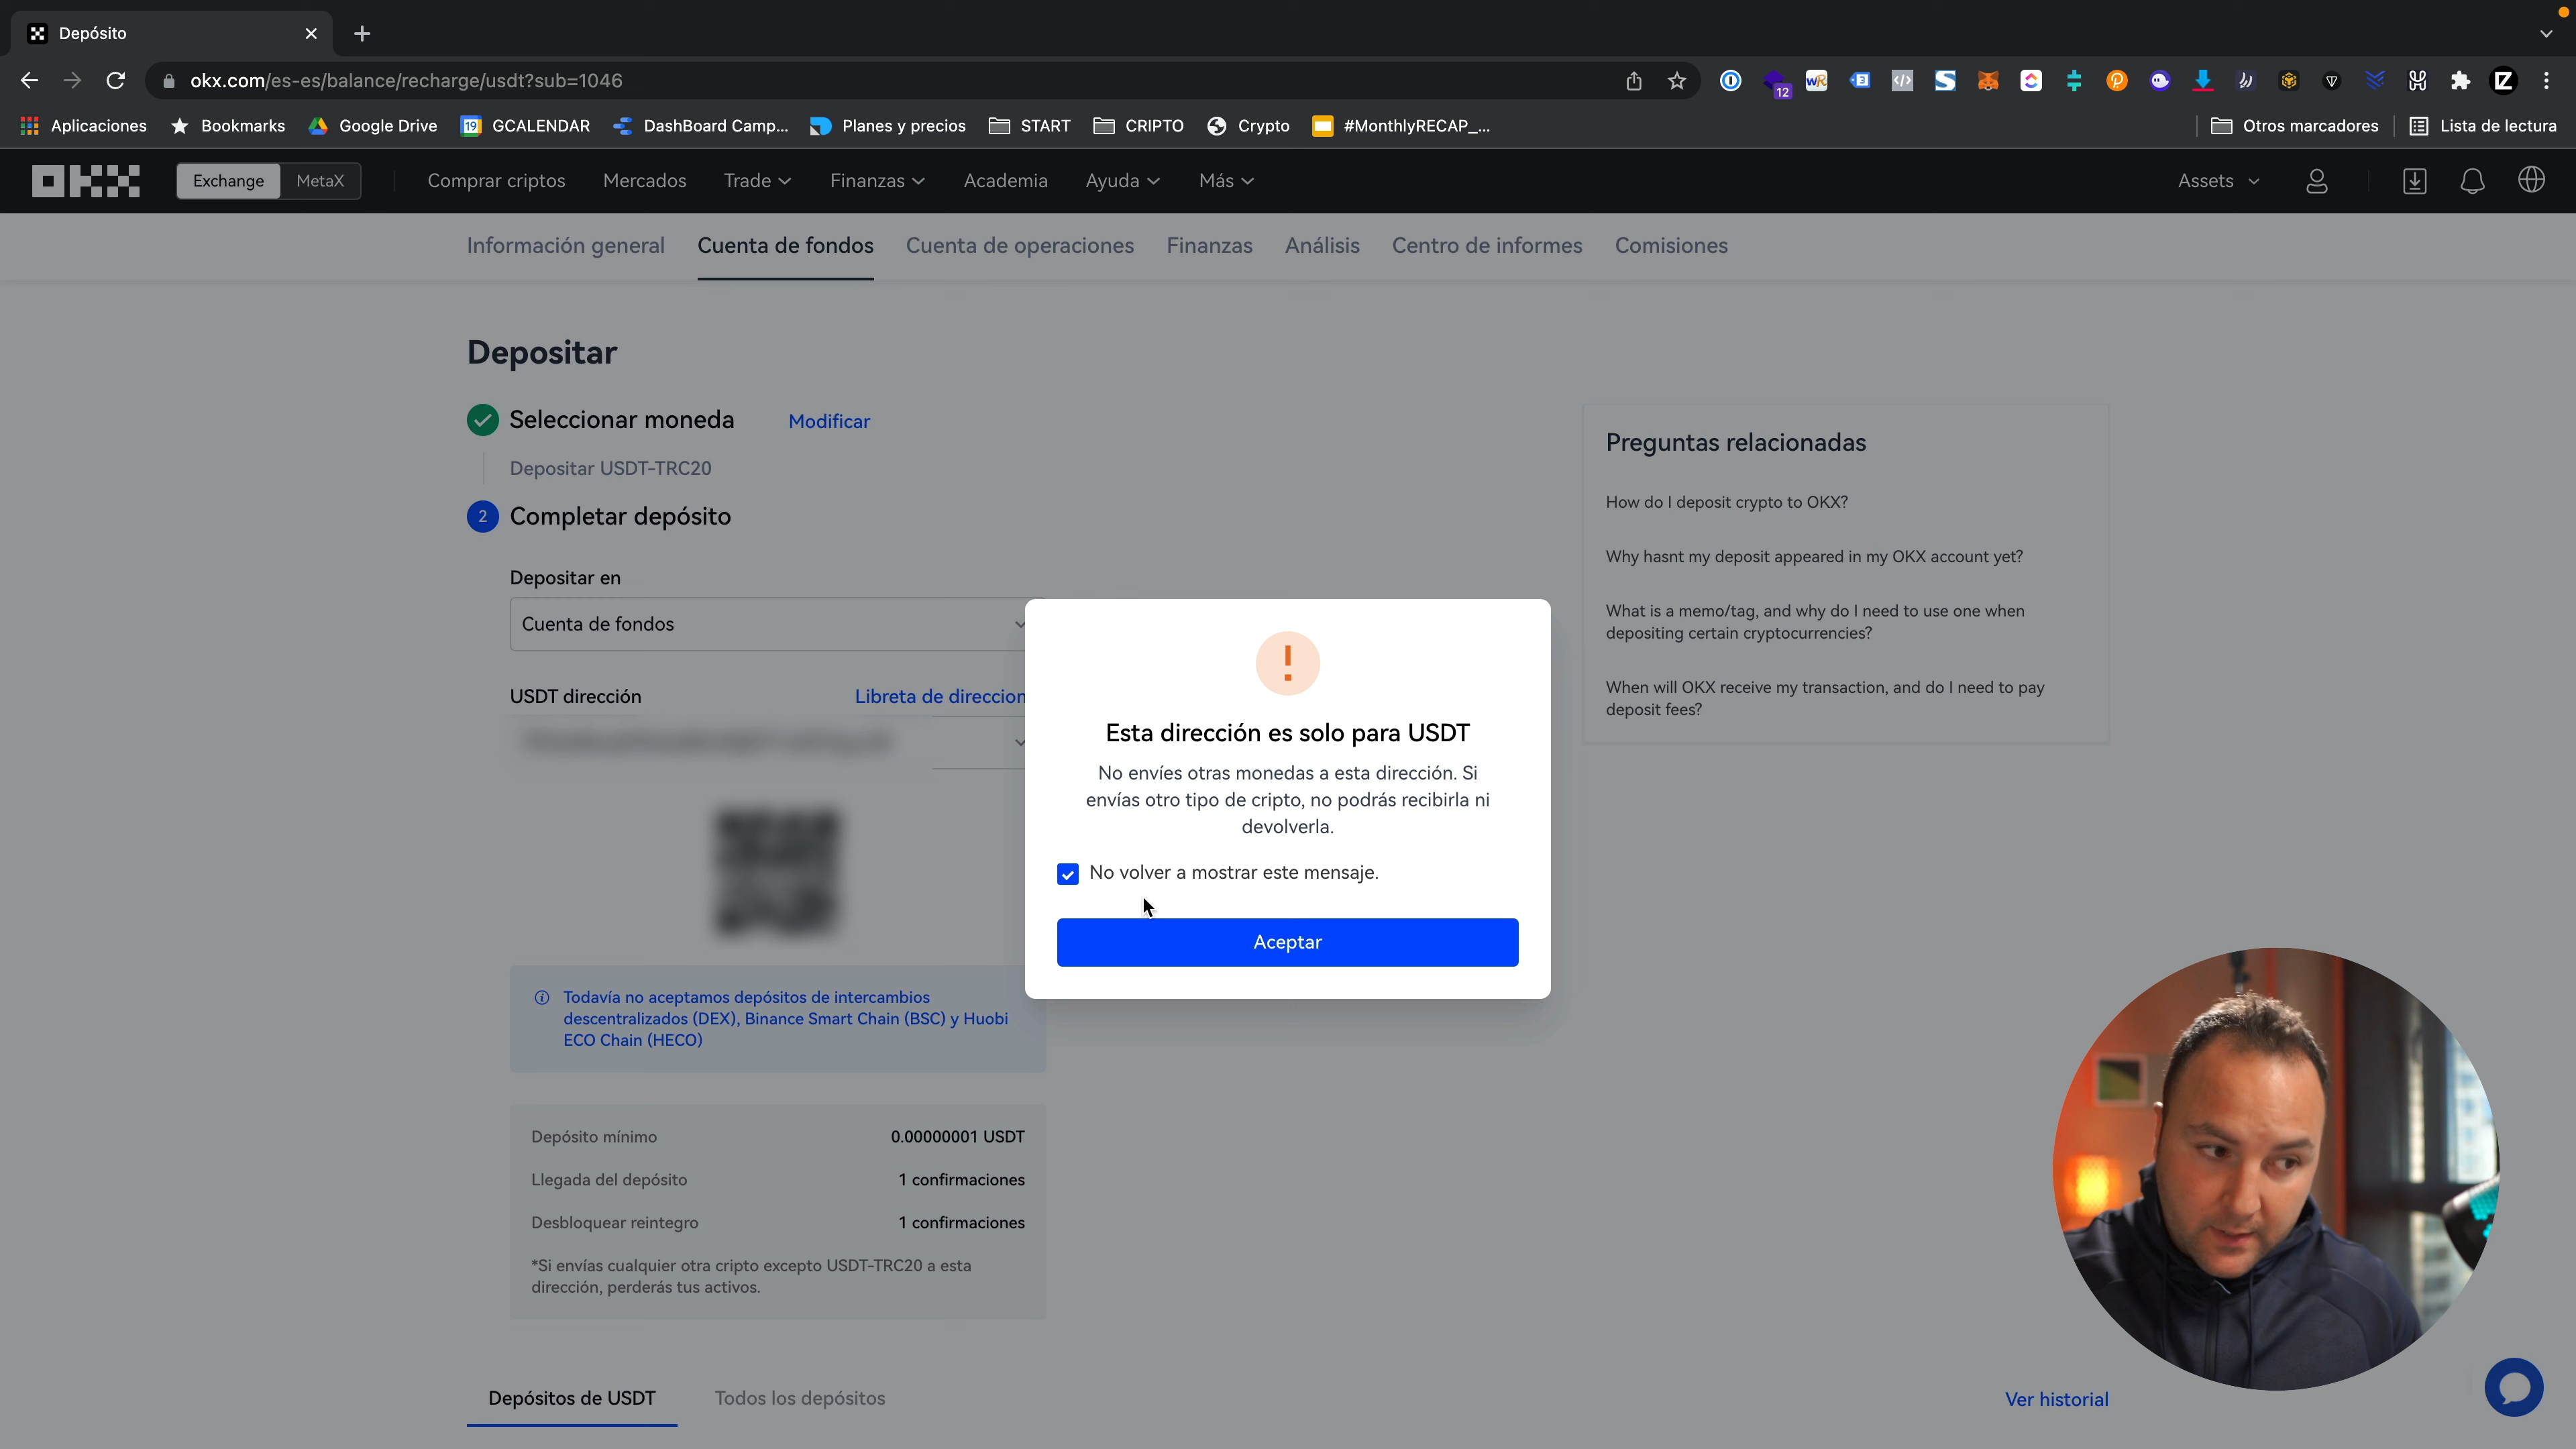 Depósito
okx.com/es-es/balance/recharge/usdt?sub=1046
12
Aplicaciones
Bookmarks
Google Drive
19
GCALENDAR
DashBoard Camp...
Planes y precios
START
CRIPTO
Crypto
#MonthlyRECAP_...
Otros marcadores
Lista de lectura
OKX
Exchange
MetaX
Comprar criptos
Mercados
Trade
Finanzas
Academia
Ayuda
Más
Assets
Información general
Cuenta de fondos
Cuenta de operaciones
Finanzas
Análisis
Centro de informes
Comisiones
Depositar
Seleccionar moneda
Modificar
Depositar USDT-TRC20
2
Completar depósito
Depositar en
Cuenta de fondos
USDT dirección
Libreta de direccion
Todavía no aceptamos depósitos de intercambios
descentralizados (DEX), Binance Smart Chain (BSC) y Huobi
ECO Chain (HECO)
Depósito mínimo
0.00000001 USDT
Llegada del depósito
1 confirmaciones
Desbloquear reintegro
1 confirmaciones
*Si envías cualquier otra cripto excepto USDT-TRC20 a esta
dirección, perderás tus activos.
Depósitos de USDT
Todos los depósitos
Ver historial
Esta dirección es solo para USDT
No envíes otras monedas a esta dirección. Si
envías otro tipo de cripto, no podrás recibirla ni
devolverla.
No volver a mostrar este mensaje.
Aceptar
Preguntas relacionadas
How do I deposit crypto to OKX?
Why hasnt my deposit appeared in my OKX account yet?
What is a memo/tag, and why do I need to use one when
depositing certain cryptocurrencies?
When will OKX receive my transaction, and do I need to pay
deposit fees?